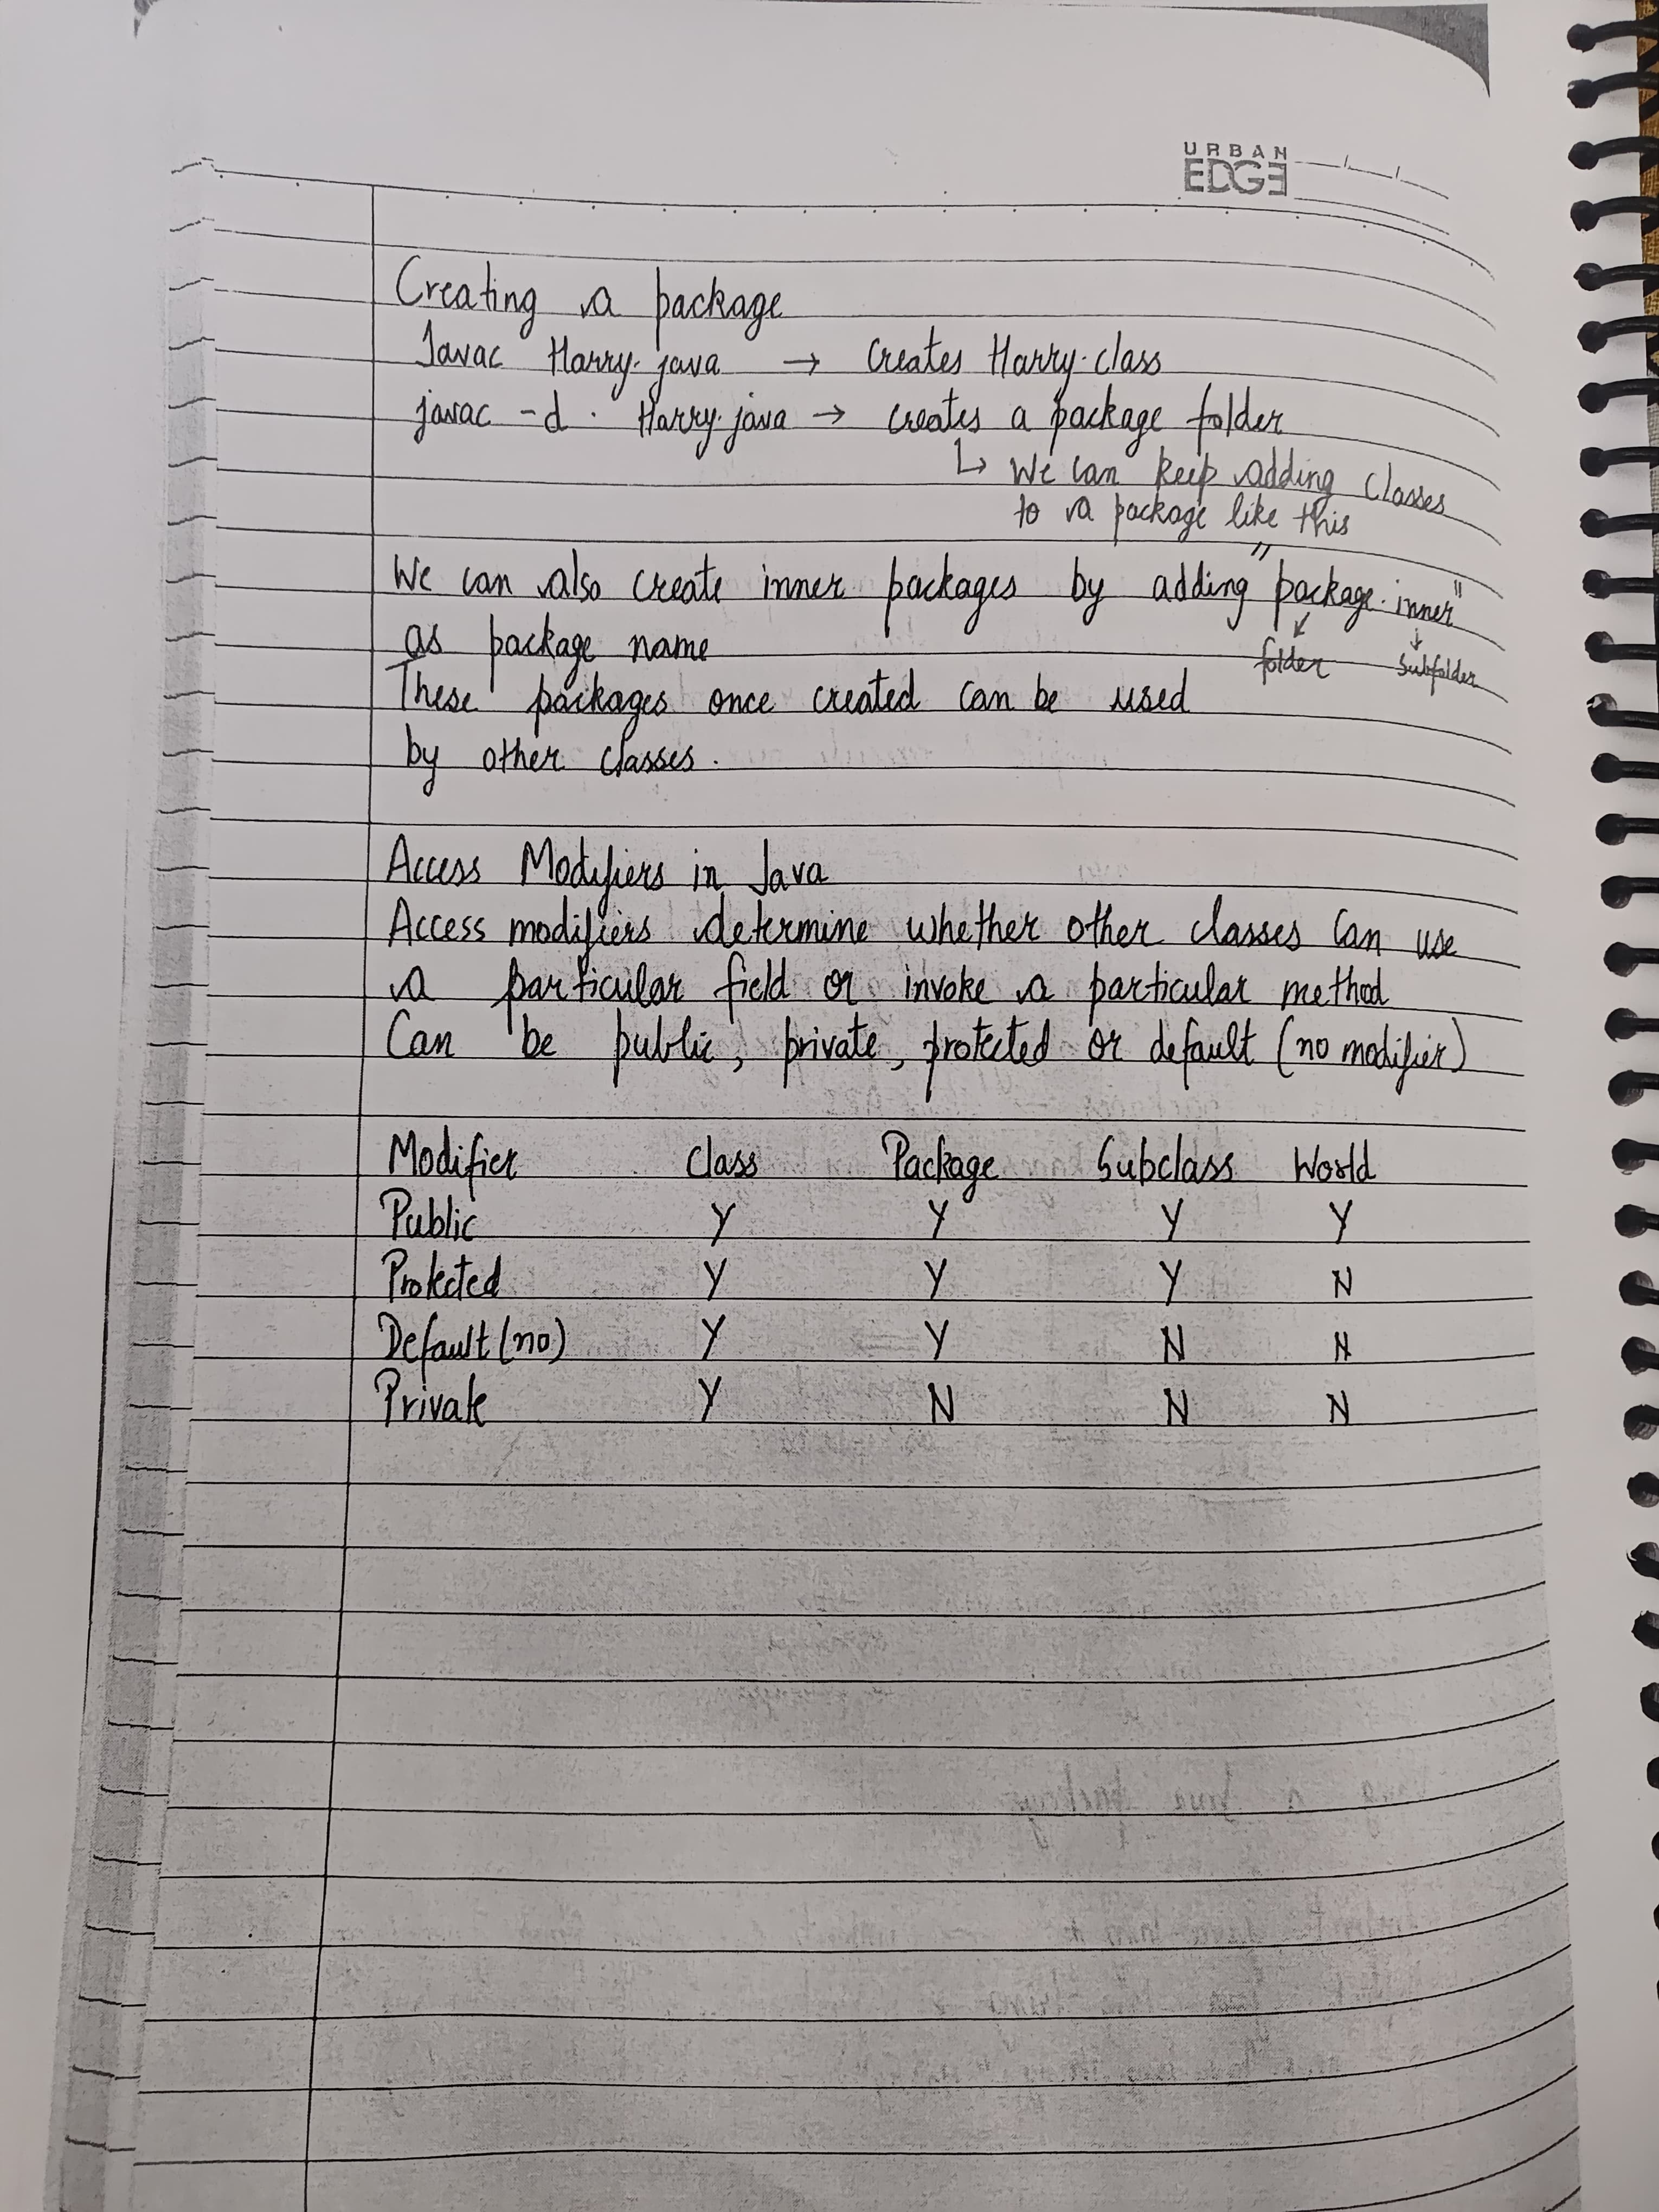 URBAN
EDGE
Creating a package
Javac Harry.java → Creates Harry.class
javac -d . Harry.java → creates a package folder
↳ We can keep adding classes
to a package like this
We can also create inner packages by adding "package.inner"
as package name
folder subfolder
These packages once created can be used
by other classes.
Access Modifiers in Java
Access modifiers determine whether other classes can use
a particular field or invoke a particular method
Can be public, private, protected or default (no modifier)
Modifier Class Package Subclass World
Public Y Y Y Y
Protected Y Y Y N
Default (no) Y Y N N
Private Y N N N